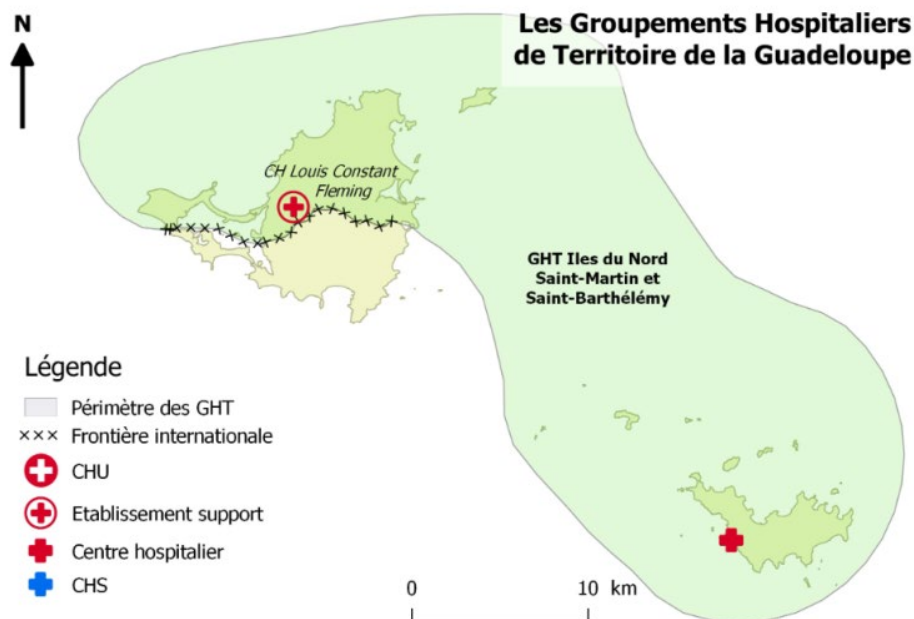 N
Les Groupements Hospitaliers
de Territoire de la Guadeloupe
CH Louis Constant
Fleming
GHT Iles du Nord
Saint-Martin et
Saint-Barthélémy
Légende
Périmètre des GHT
Frontière internationale
CHU
Etablissement support
Centre hospitalier
CHS
0 10 km